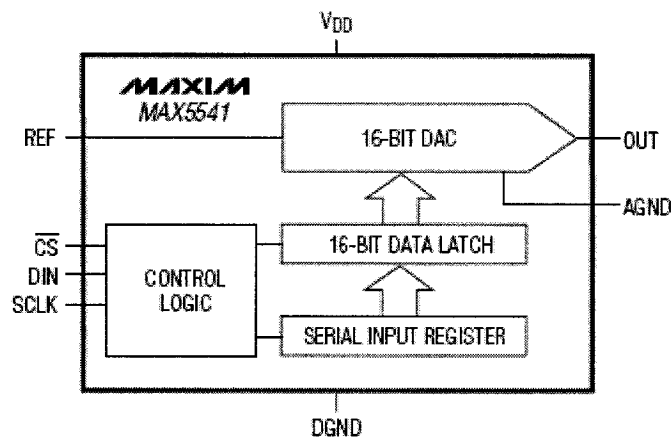 VDD
MAXIM
MAX5541
REF
16-BIT DAC
OUT
AGND
CS
16-BIT DATA LATCH
DIN
CONTROL
LOGIC
SCLK
SERIAL INPUT REGISTER
DGND